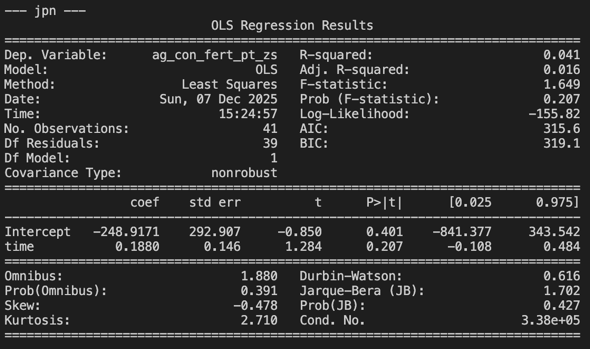 --- jpn ---
                            OLS Regression Results
==============================================================================
Dep. Variable:      ag_con_fert_pt_zs   R-squared:                       0.041
Model:                            OLS   Adj. R-squared:                  0.016
Method:                 Least Squares   F-statistic:                     1.649
Date:                Sun, 07 Dec 2025   Prob (F-statistic):              0.207
Time:                        15:24:57   Log-Likelihood:                -155.82
No. Observations:                  41   AIC:                             315.6
Df Residuals:                      39   BIC:                             319.1
Df Model:                           1
Covariance Type:            nonrobust
==============================================================================
                 coef    std err          t      P>|t|      [0.025      0.975]
------------------------------------------------------------------------------
Intercept   -248.9171    292.907     -0.850      0.401    -841.377     343.542
time           0.1880      0.146      1.284      0.207      -0.108       0.484
==============================================================================
Omnibus:                        1.880   Durbin-Watson:                   0.616
Prob(Omnibus):                  0.391   Jarque-Bera (JB):                1.702
Skew:                          -0.478   Prob(JB):                        0.427
Kurtosis:                       2.710   Cond. No.                     3.38e+05
==============================================================================